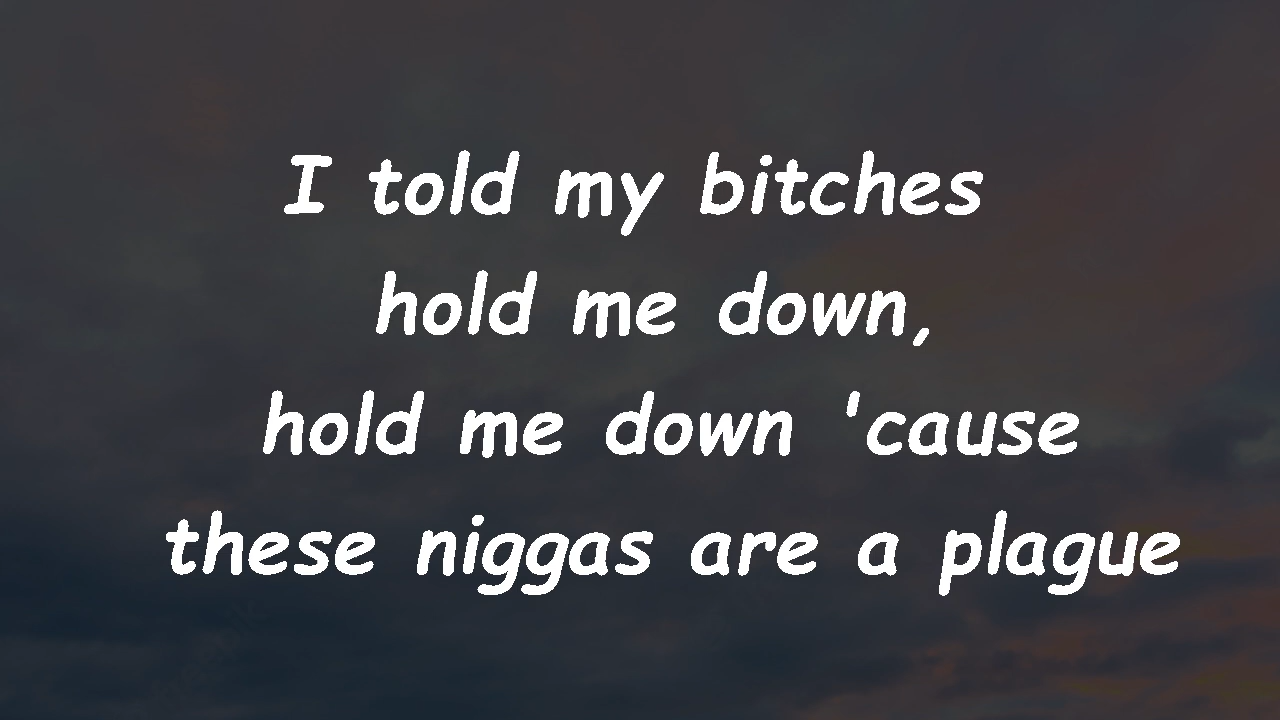 I told my bitches
hold me down,
hold me down 'cause
these niggas are a plague